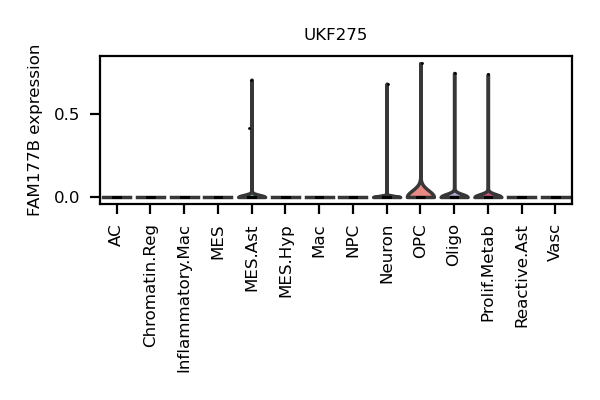 UKF275
FAM177B expression
0.5
0.0
AC
Chromatin.Reg
Inflammatory.Mac
MES
MES.Ast
MES.Hyp
Mac
NPC
Neuron
OPC
Oligo
Prolif.Metab
Reactive.Ast
Vasc